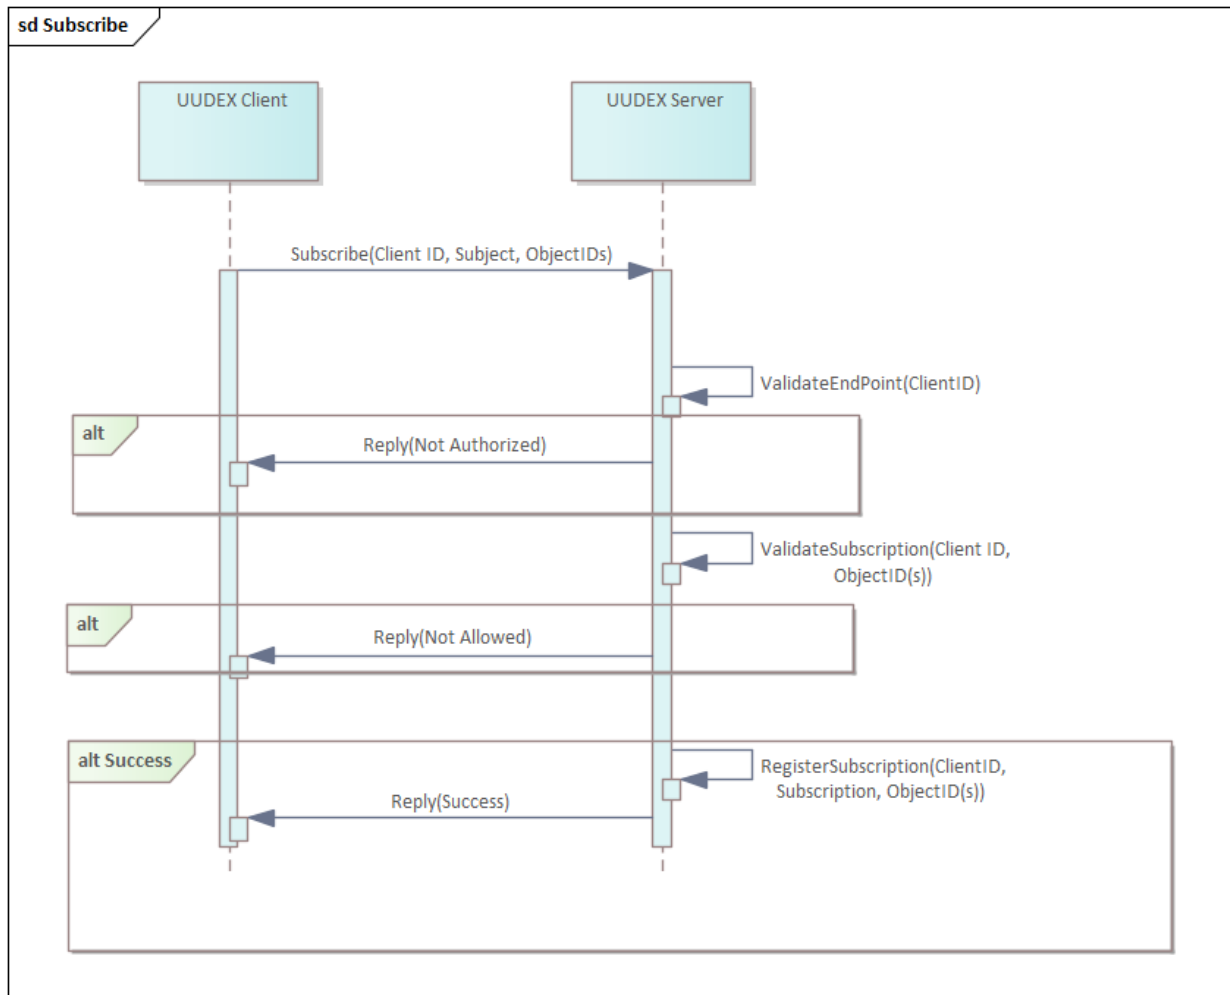 sd Subscribe
UUDEX Client
UUDEX Server
Subscribe(Client ID, Subject, ObjectIDs)
ValidateEndPoint(ClientID)
alt
Reply(Not Authorized)
ValidateSubscription(Client ID,
ObjectID(s))
alt
Reply(Not Allowed)
alt Success
RegisterSubscription(ClientID,
Subscription, ObjectID(s))
Reply(Success)